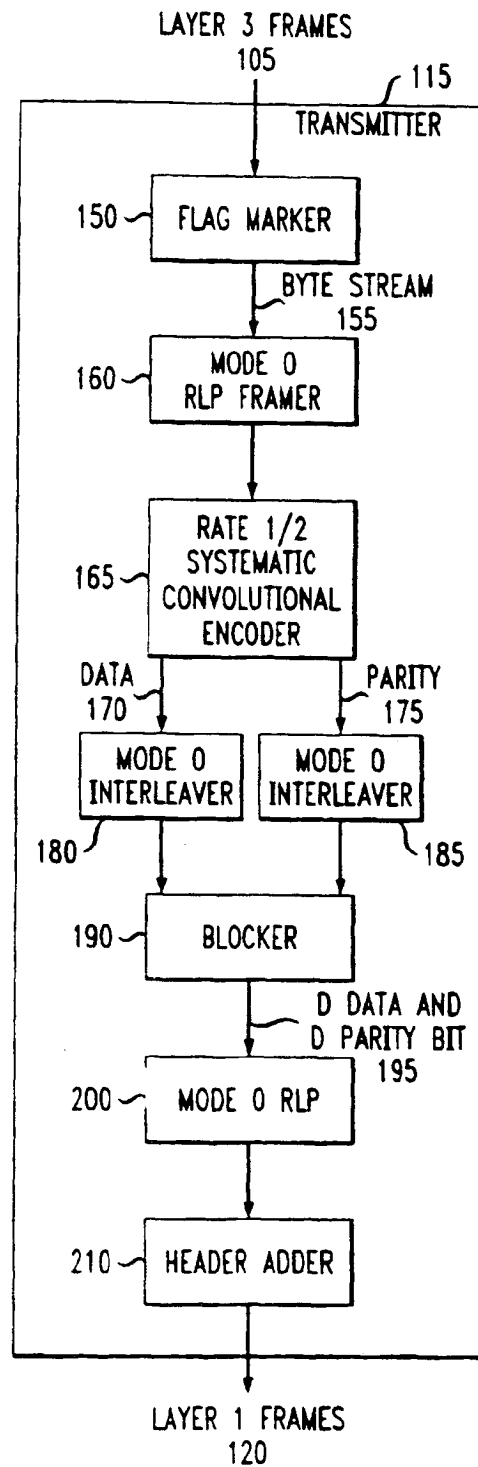 LAYER 3 FRAMES
105
115
TRANSMITTER
150
FLAG MARKER
BYTE STREAM
155
160
MODE 0
RLP FRAMER
165
RATE 1/2
SYSTEMATIC
CONVOLUTIONAL
ENCODER
DATA
170
PARITY
175
MODE 0
INTERLEAVER
180
MODE 0
INTERLEAVER
185
190
BLOCKER
D DATA AND
D PARITY BIT
195
200
MODE 0 RLP
210
HEADER ADDER
LAYER 1 FRAMES
120